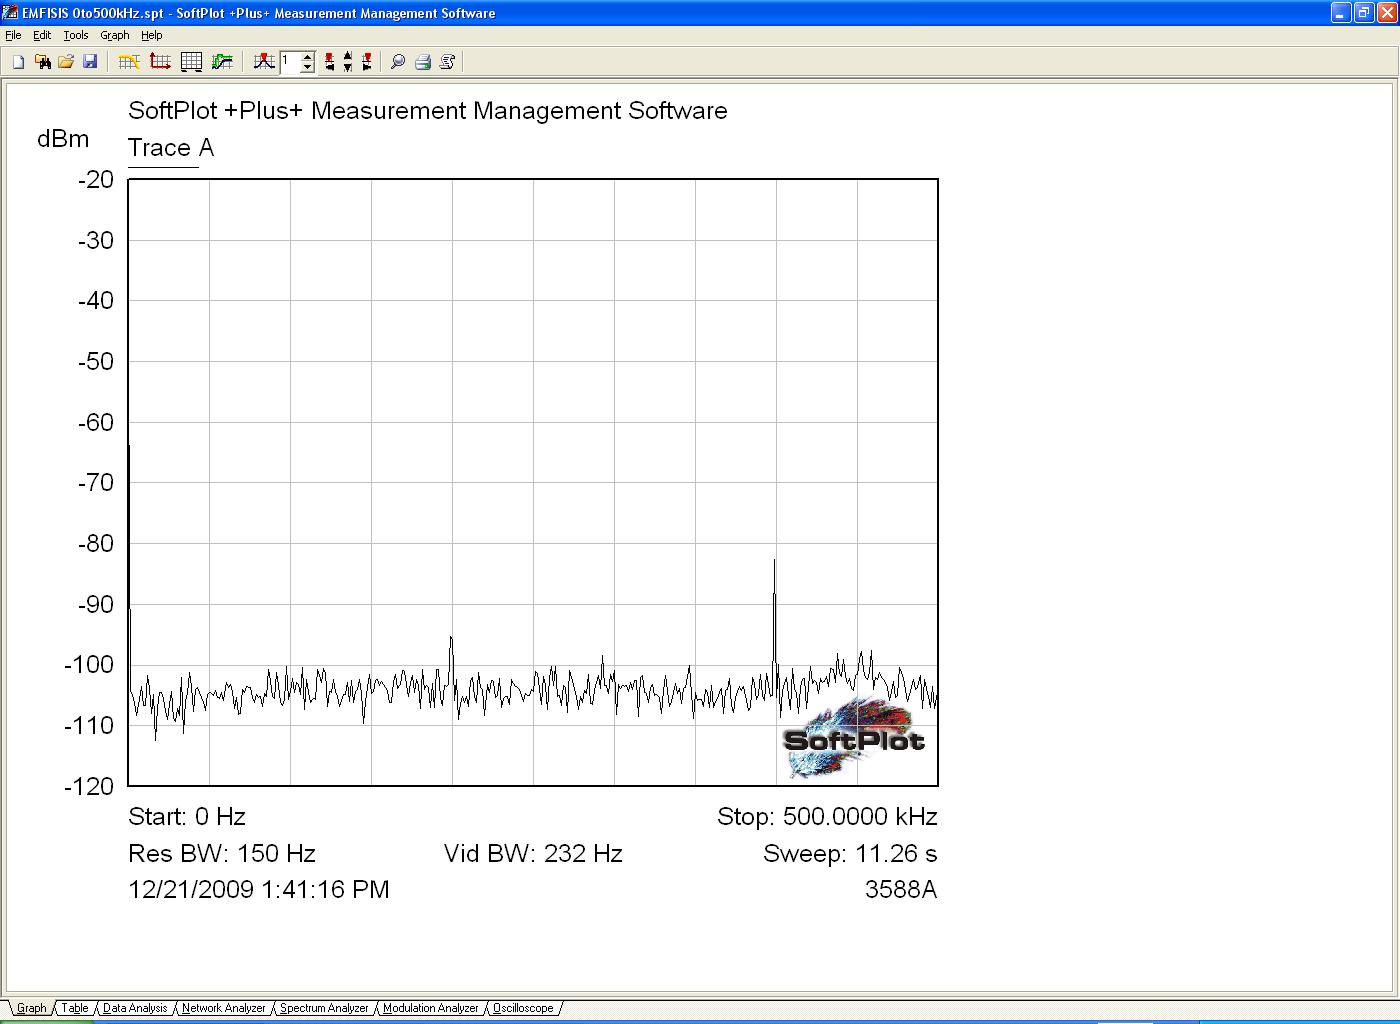 EMFISIS 0to500kHz.spt - SoftPlot +Plus+ Measurement Management Software
File Edit Tools Graph Help
1
SoftPlot +Plus+ Measurement Management Software
dBm
Trace A
-20
-30
-40
-50
-60
-70
-80
-90
-100
-110
SoftPlot
-120
Start: 0 Hz Stop: 500.0000 kHz
Res BW: 150 Hz Vid BW: 232 Hz Sweep: 11.26 s
12/21/2009 1:41:16 PM 3588A
Graph Table Data Analysis Network Analyzer Spectrum Analyzer Modulation Analyzer Oscilloscope